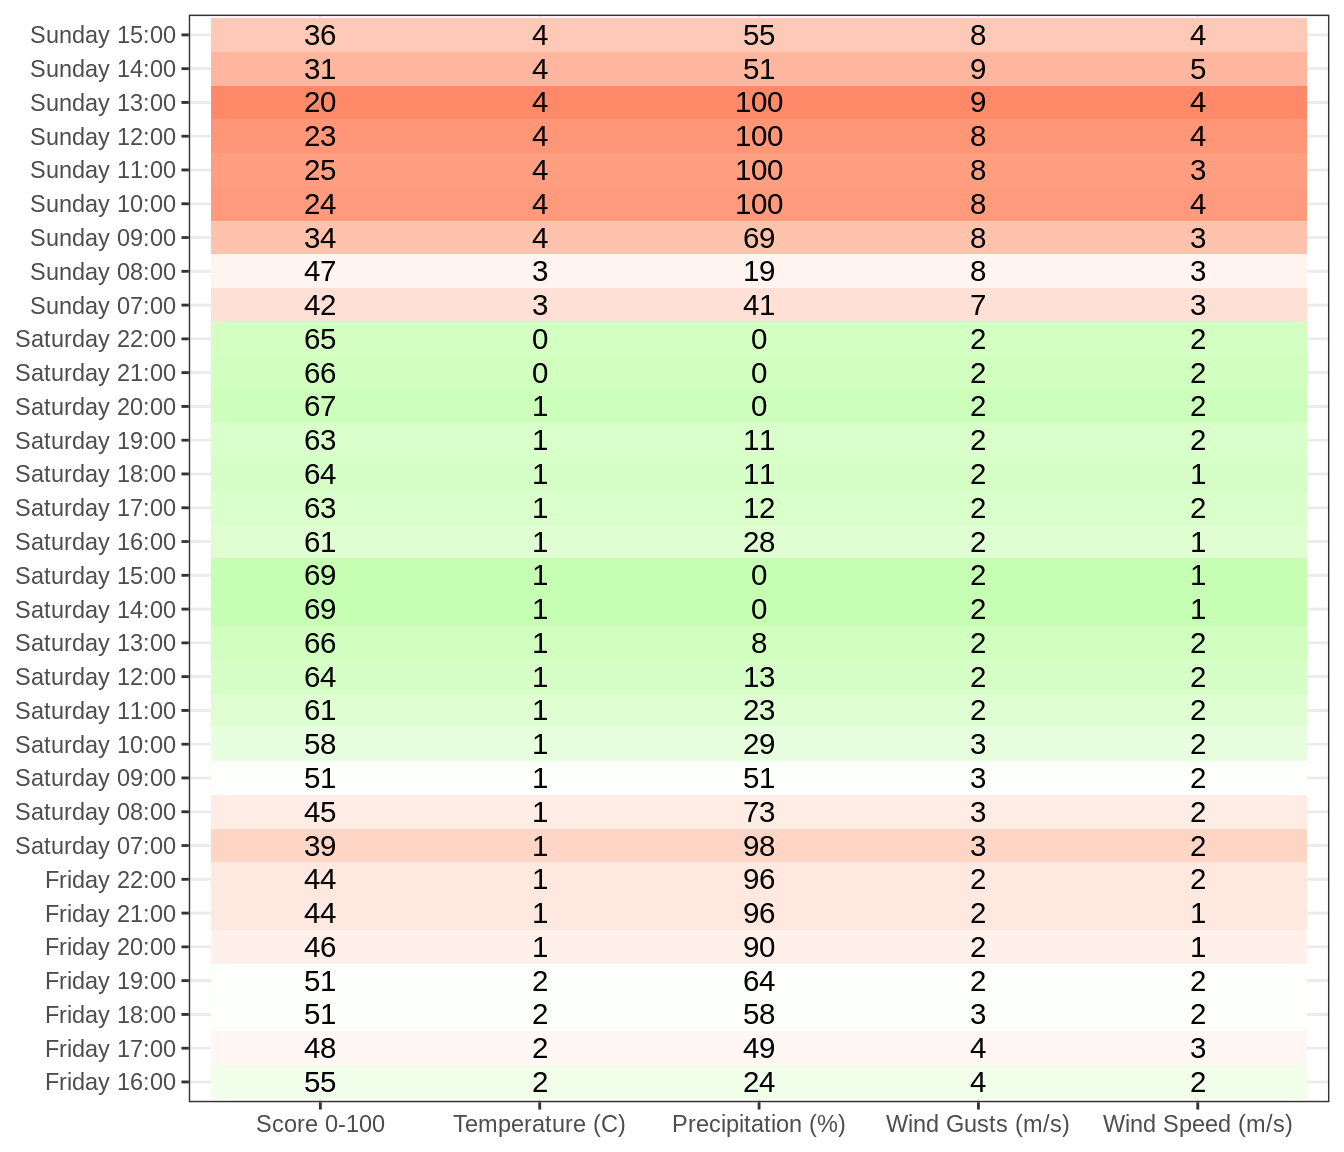 Sunday 15:00 36 4 55 8 4
Sunday 14:00 31 4 51 9 5
Sunday 13:00 20 4 100 9 4
Sunday 12:00 23 4 100 8 4
Sunday 11:00 25 4 100 8 3
Sunday 10:00 24 4 100 8 4
Sunday 09:00 34 4 69 8 3
Sunday 08:00 47 3 19 8 3
Sunday 07:00 42 3 41 7 3
Saturday 22:00 65 0 0 2 2
Saturday 21:00 66 0 0 2 2
Saturday 20:00 67 1 0 2 2
Saturday 19:00 63 1 11 2 2
Saturday 18:00 64 1 11 2 1
Saturday 17:00 63 1 12 2 2
Saturday 16:00 61 1 28 2 1
Saturday 15:00 69 1 0 2 1
Saturday 14:00 69 1 0 2 1
Saturday 13:00 66 1 8 2 2
Saturday 12:00 64 1 13 2 2
Saturday 11:00 61 1 23 2 2
Saturday 10:00 58 1 29 3 2
Saturday 09:00 51 1 51 3 2
Saturday 08:00 45 1 73 3 2
Saturday 07:00 39 1 98 3 2
Friday 22:00 44 1 96 2 2
Friday 21:00 44 1 96 2 1
Friday 20:00 46 1 90 2 1
Friday 19:00 51 2 64 2 2
Friday 18:00 51 2 58 3 2
Friday 17:00 48 2 49 4 3
Friday 16:00 55 2 24 4 2
Score 0-100 Temperature (C) Precipitation (%) Wind Gusts (m/s) Wind Speed (m/s)